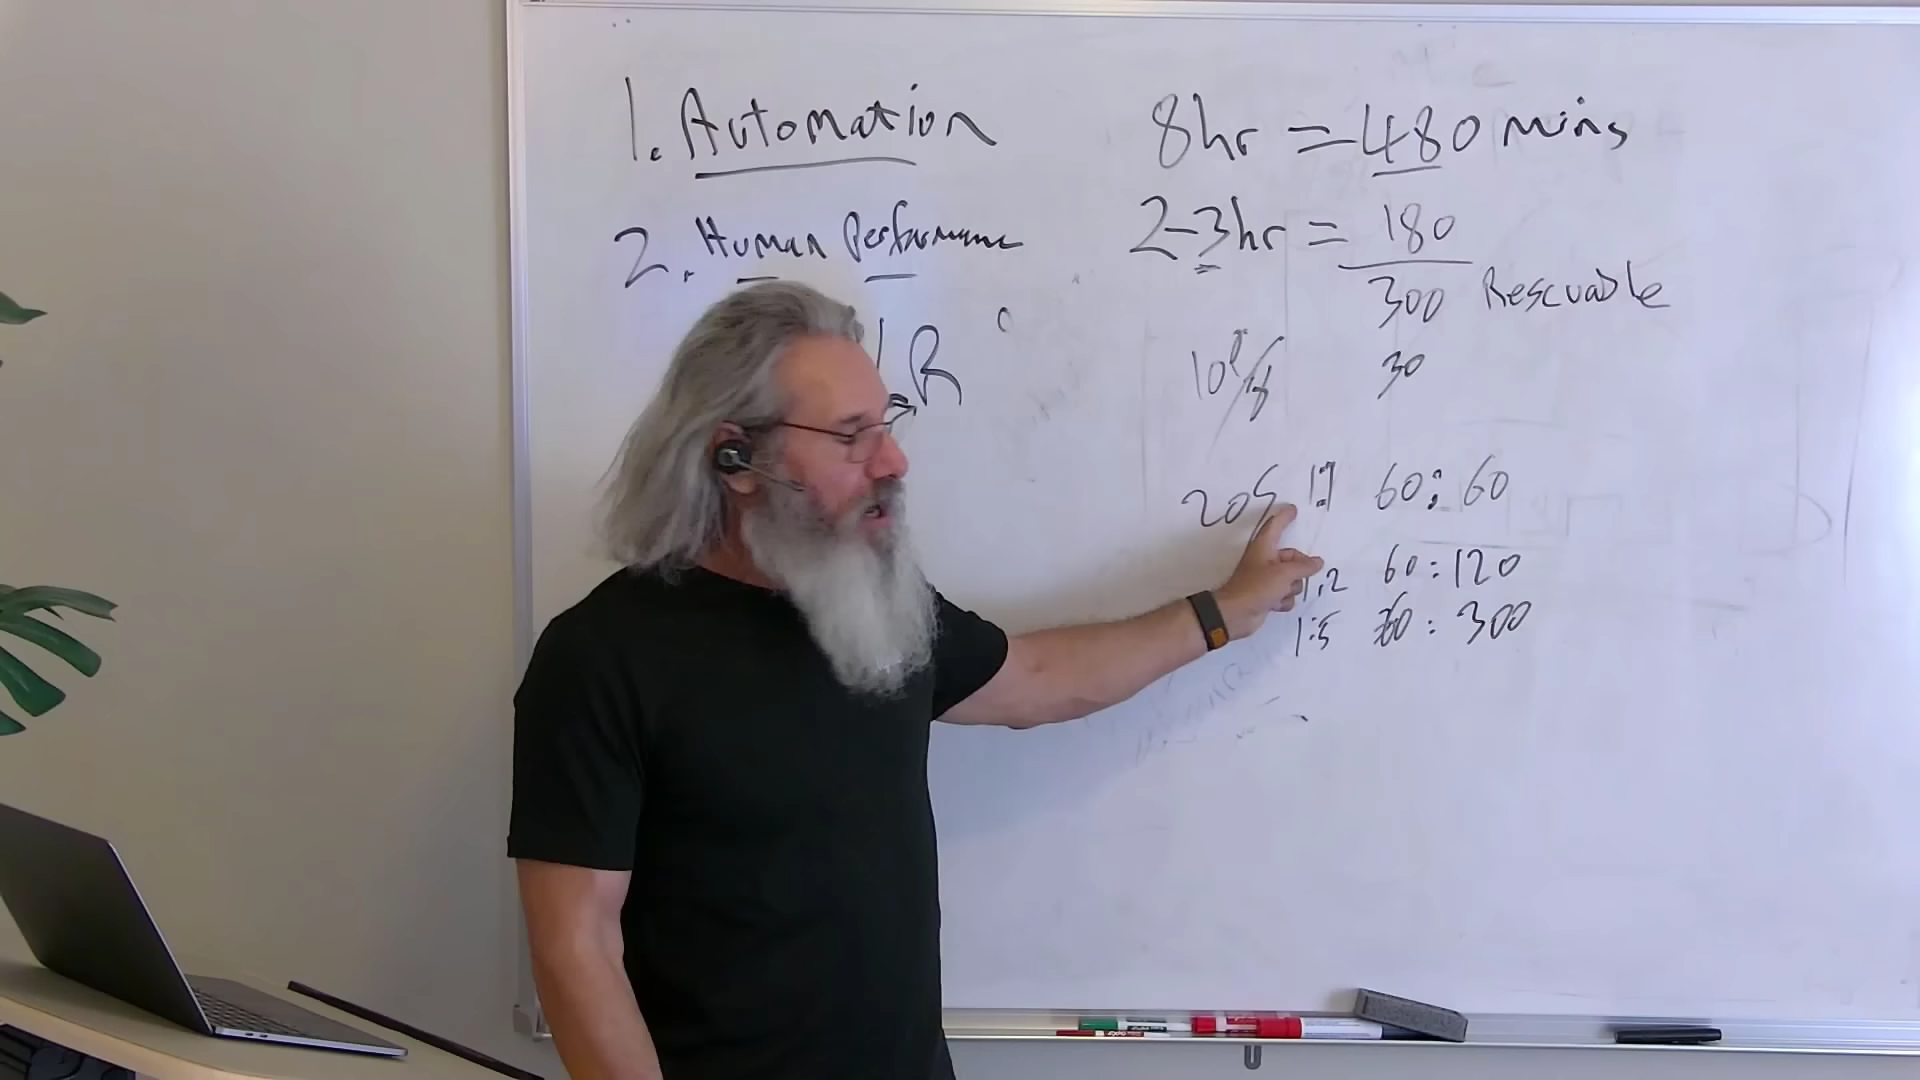 1. Automation
2. Human Performance
R
8hr = 480 mins
2-3hr = 180
300 Rescuable
30
1:1 60:60
1:2 60:120
1:5 60:300